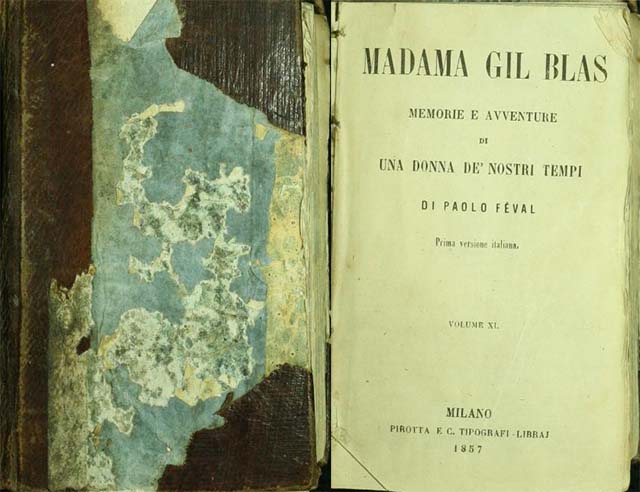 MADAMA GIL BLAS
MEMORIE E AVVENTURE
DI
UNA DONNA DE' NOSTRI TEMPI
DI PAOLO FÉVAL
Prima versione italiana.
VOLUME XI.
MILANO
PIROTTA E C. TIPOGRAFI-LIBRAJ
1857